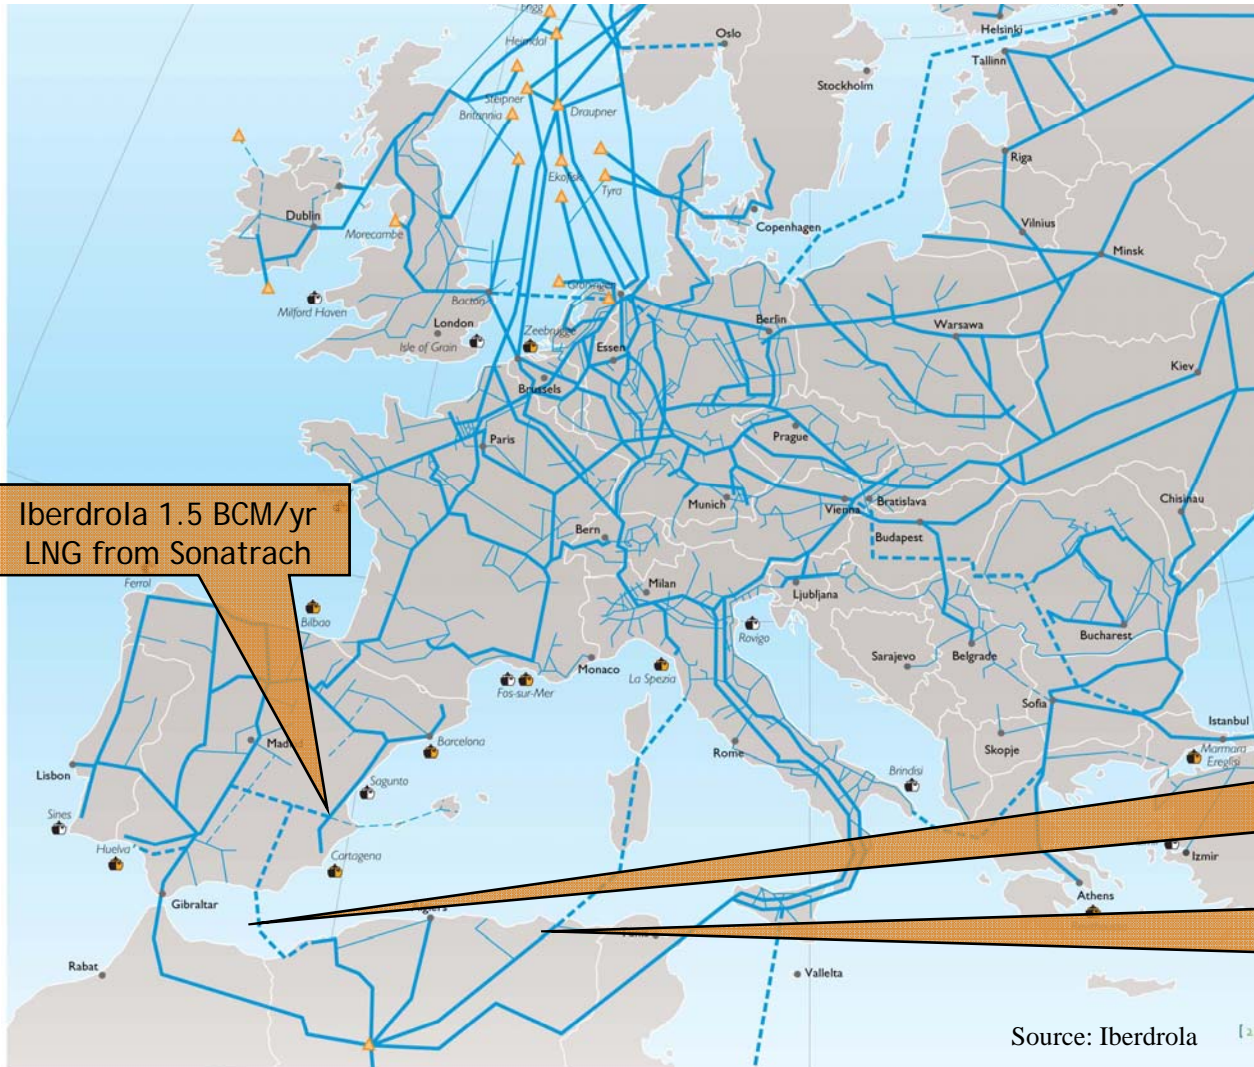 Frigg
Oslo
Helsinki
Heimdal
Tallinn
Stockholm
Sleipner
Britannia
Draupner
Riga
Ekofisk
Tyra
Dublin
Copenhagen
Vilnius
Morecambe
Minsk
Groningen
Milford Haven
Bacton
London
Isle of Grain
Zeebrugge
Berlin
Warsawa
Essen
Kiev
Brussels
Paris
Prague
Munich
Vienna
Bratislava
Chisinau
Iberdrola 1.5 BCM/yr
LNG from Sonatrach
Bern
Budapest
Ferrol
Milan
Ljubljana
Bilbao
Rovigo
Bucharest
Monaco
Sarajevo
Belgrade
La Spezia
Fos-sur-Mer
Sofia
Istanbul
Madrid
Barcelona
Rome
Skopje
Marmara
Ereglisi
Lisbon
Sagunto
Brindisi
Sines
Huelva
Cartagena
Izmir
Gibraltar
Athens
Rabat
Vallelta
Source: Iberdrola
[2